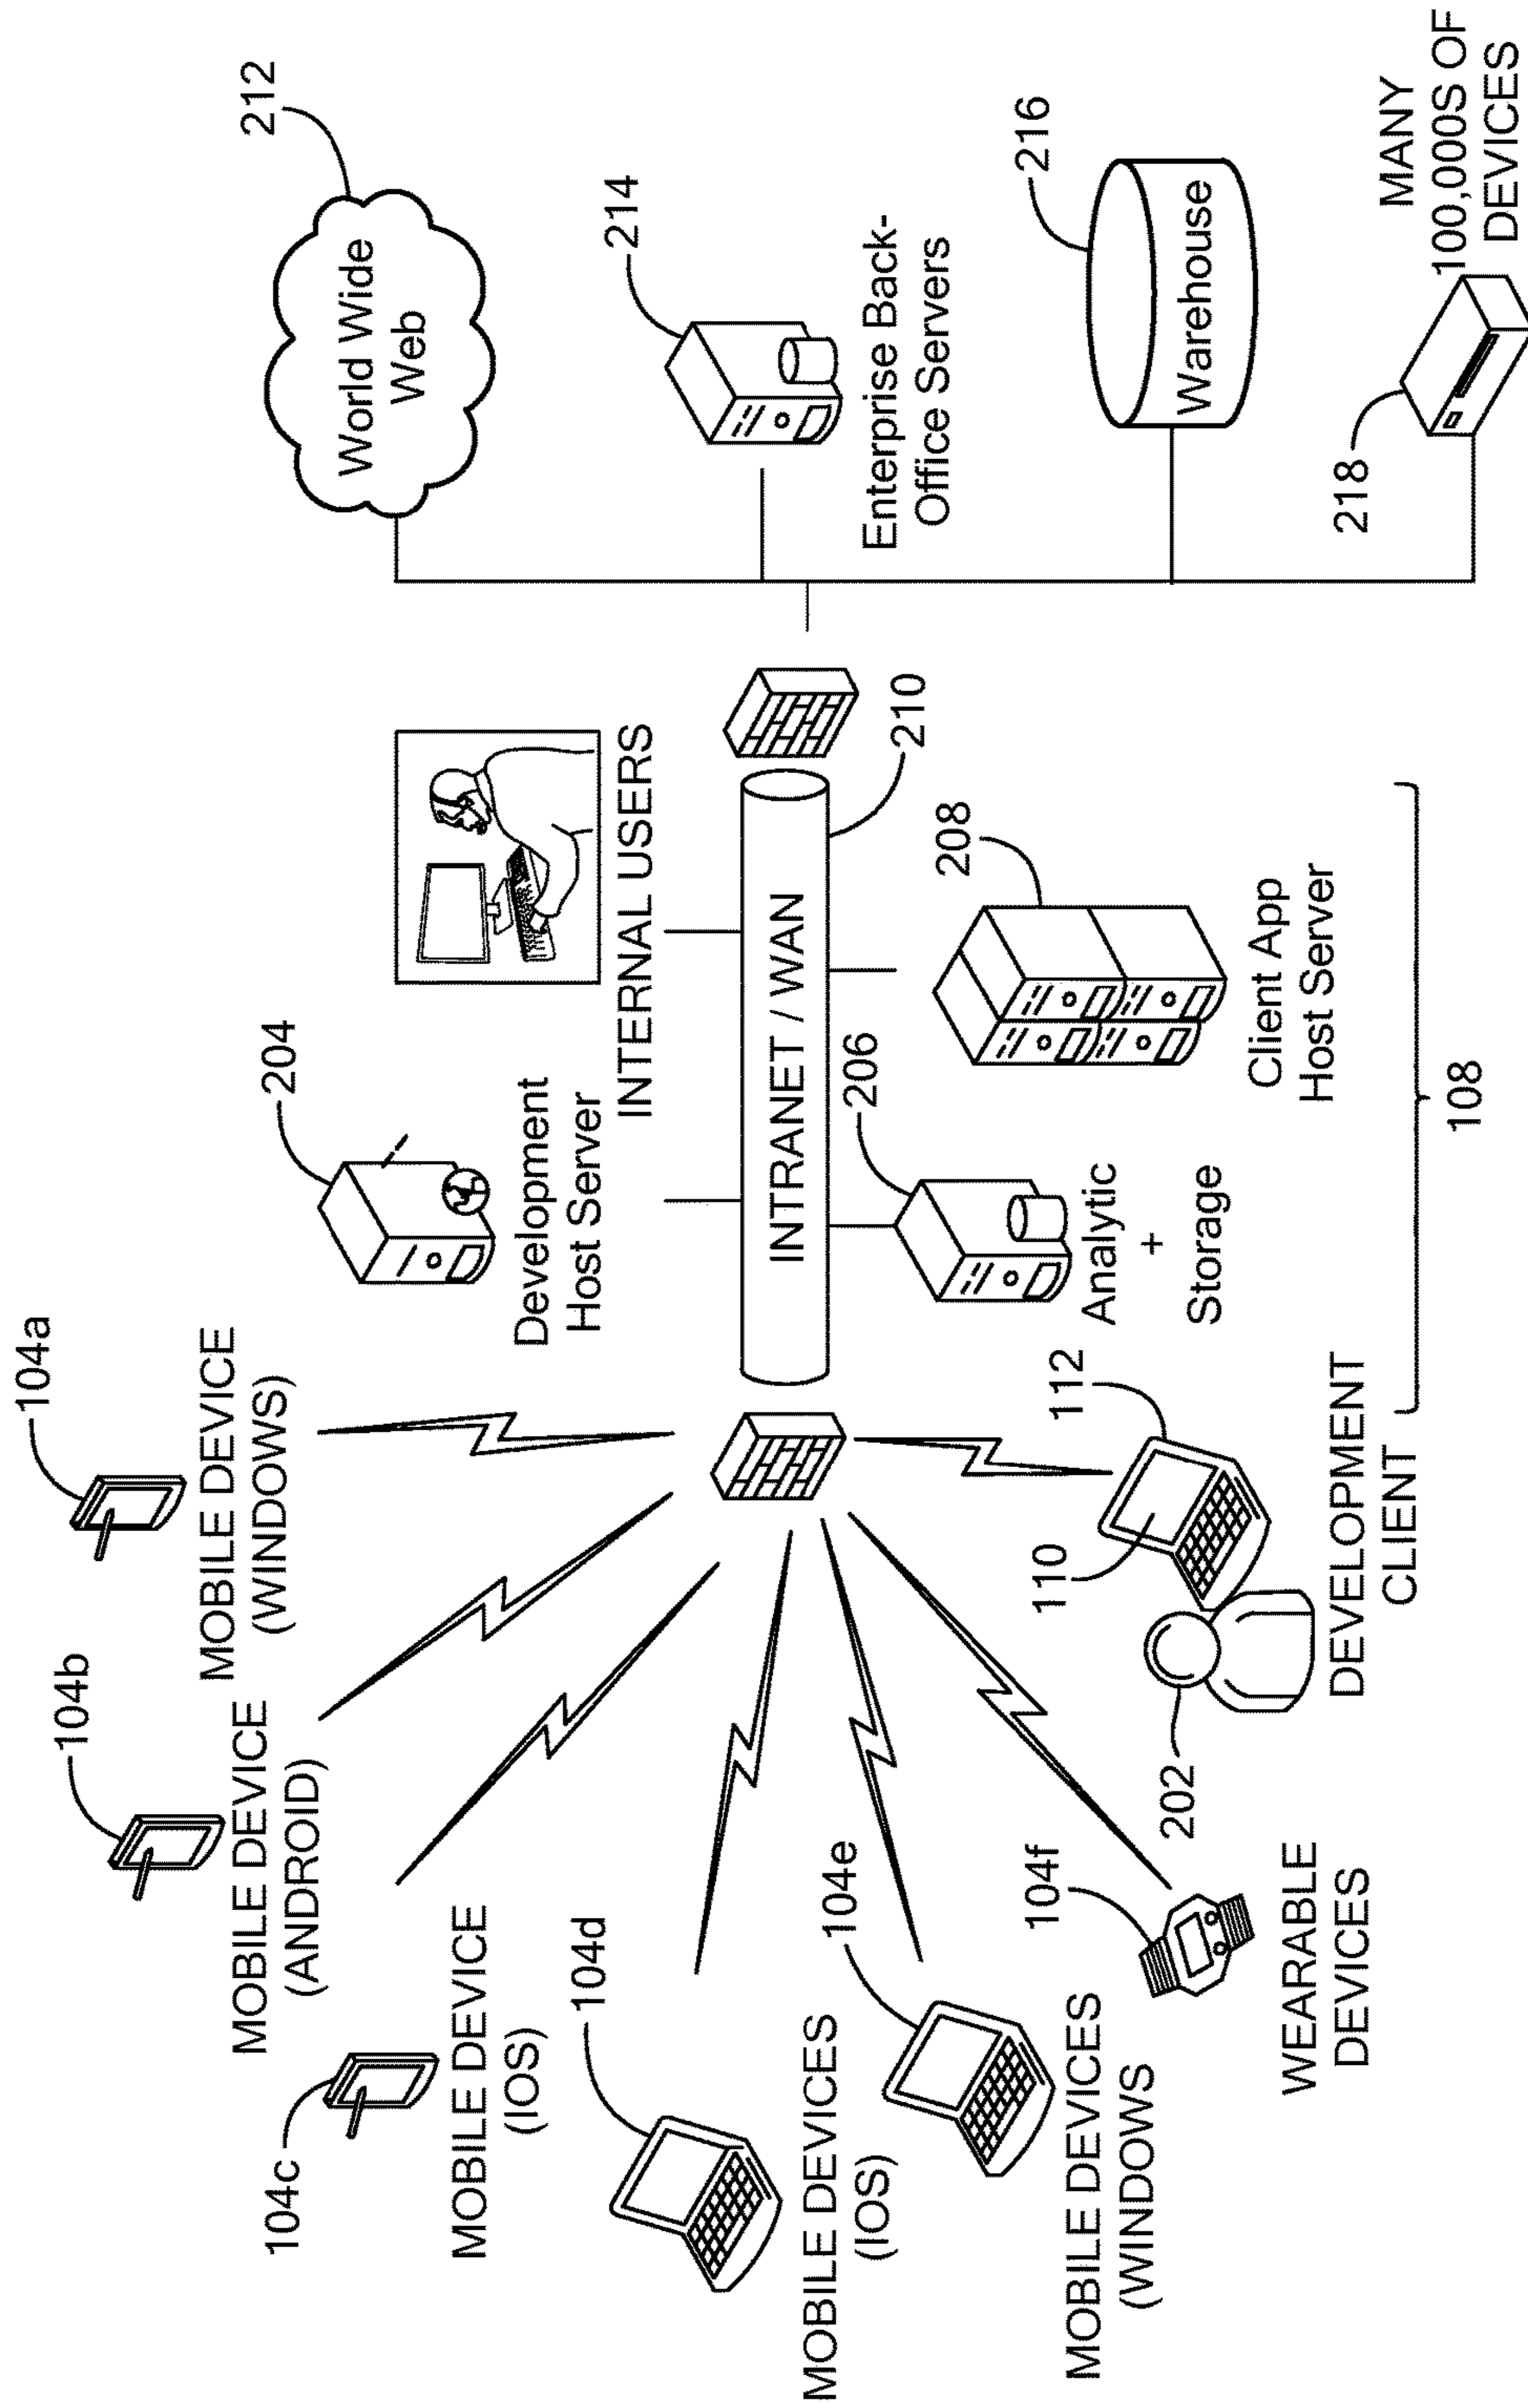 104a
MOBILE DEVICE
(WINDOWS)
104b
MOBILE DEVICE
(ANDROID)
104c
MOBILE DEVICE
(IOS)
104d
MOBILE DEVICES
(IOS)
104e
MOBILE DEVICES
(WINDOWS
104f
WEARABLE
DEVICES
202
110
112
DEVELOPMENT
CLIENT
204
Development
Host Server
INTERNAL USERS
INTRANET / WAN
210
206
Analytic
+
Storage
208
Client App
Host Server
108
212
World Wide
Web
214
Enterprise Back-
Office Servers
216
Warehouse
218
MANY
100,000S OF
DEVICES